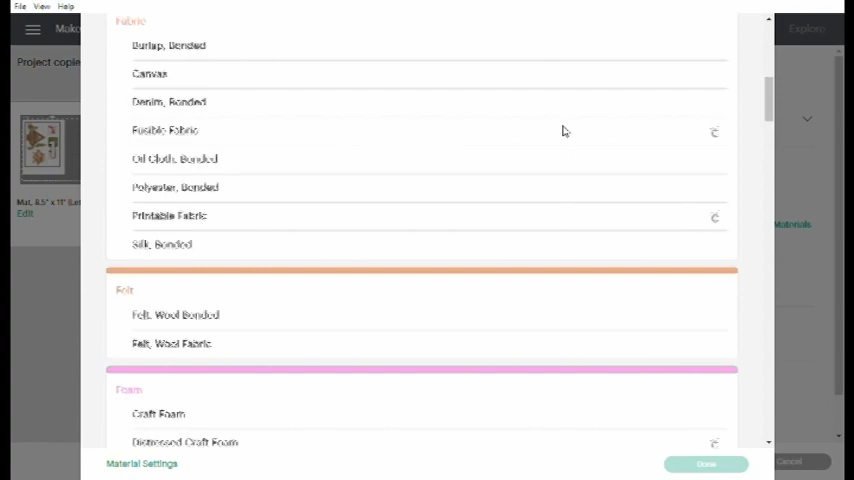 File View Help
Make
Explore
Project copie
Fabric
Burlap, Bonded
Canvas
Denim, Bonded
Fusible Fabric
Oil Cloth, Bonded
Polyester, Bonded
Printable Fabric
Silk, Bonded
Mat, 8.5" x 11" (Let
Edit
Materials
Felt
Felt, Wool Bonded
Felt, Wool Fabric
Foam
Craft Foam
Distressed Craft Foam
Material Settings
Done
Cancel